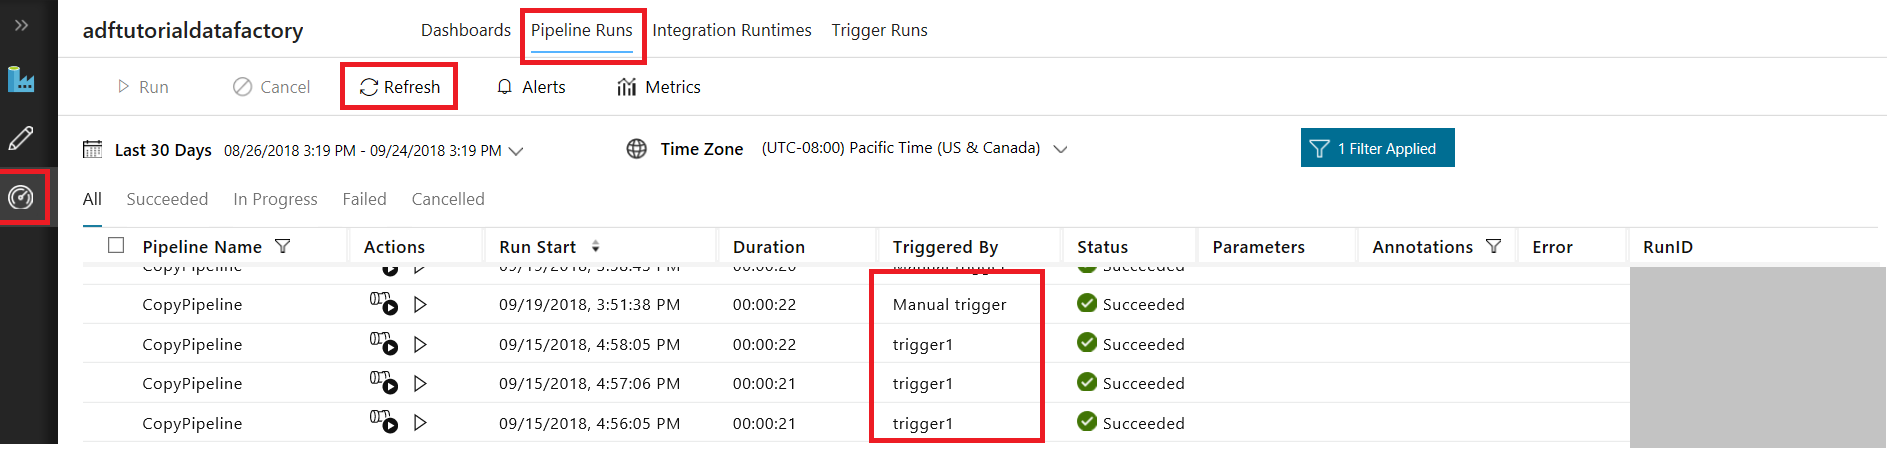 adftutorialdatafactory Dashboards Pipeline Runs Integration Runtimes Trigger Runs
Run Cancel Refresh Alerts Metrics
Last 30 Days 08/26/2018 3:19 PM - 09/24/2018 3:19 PM Time Zone (UTC-08:00) Pacific Time (US & Canada) 1 Filter Applied
All Succeeded In Progress Failed Cancelled
Pipeline Name Actions Run Start Duration Triggered By Status Parameters Annotations Error RunID
CopyPipeline Manual trigger Succeeded
CopyPipeline 09/19/2018, 3:51:38 PM 00:00:22 Manual trigger Succeeded
CopyPipeline 09/15/2018, 4:58:05 PM 00:00:22 trigger1 Succeeded
CopyPipeline 09/15/2018, 4:57:06 PM 00:00:21 trigger1 Succeeded
CopyPipeline 09/15/2018, 4:56:05 PM 00:00:21 trigger1 Succeeded